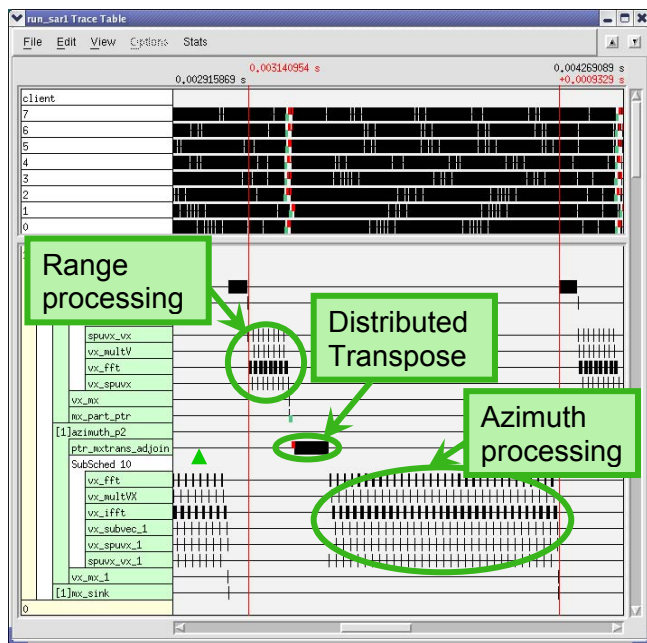 run_sar1 Trace Table
File Edit View Options Stats
0.003140954 s
0.004269089 s
0.002915869 s
+0.0009329 s
client
7
6
5
4
3
2
1
0
Range
processing
Distributed
Transpose
Azimuth
processing
spuvx_vx
vx_multV
vx_fft
vx_spuvx
vx_mx
mx_part_ptr
[1]azimuth_p2
ptr_mxtrans_adjoin
SubSched 10
vx_fft
vx_multVX
vx_ifft
vx_subvec_1
vx_spuvx_1
spuvx_vx_1
vx_mx_1
[1]mx_sink
0